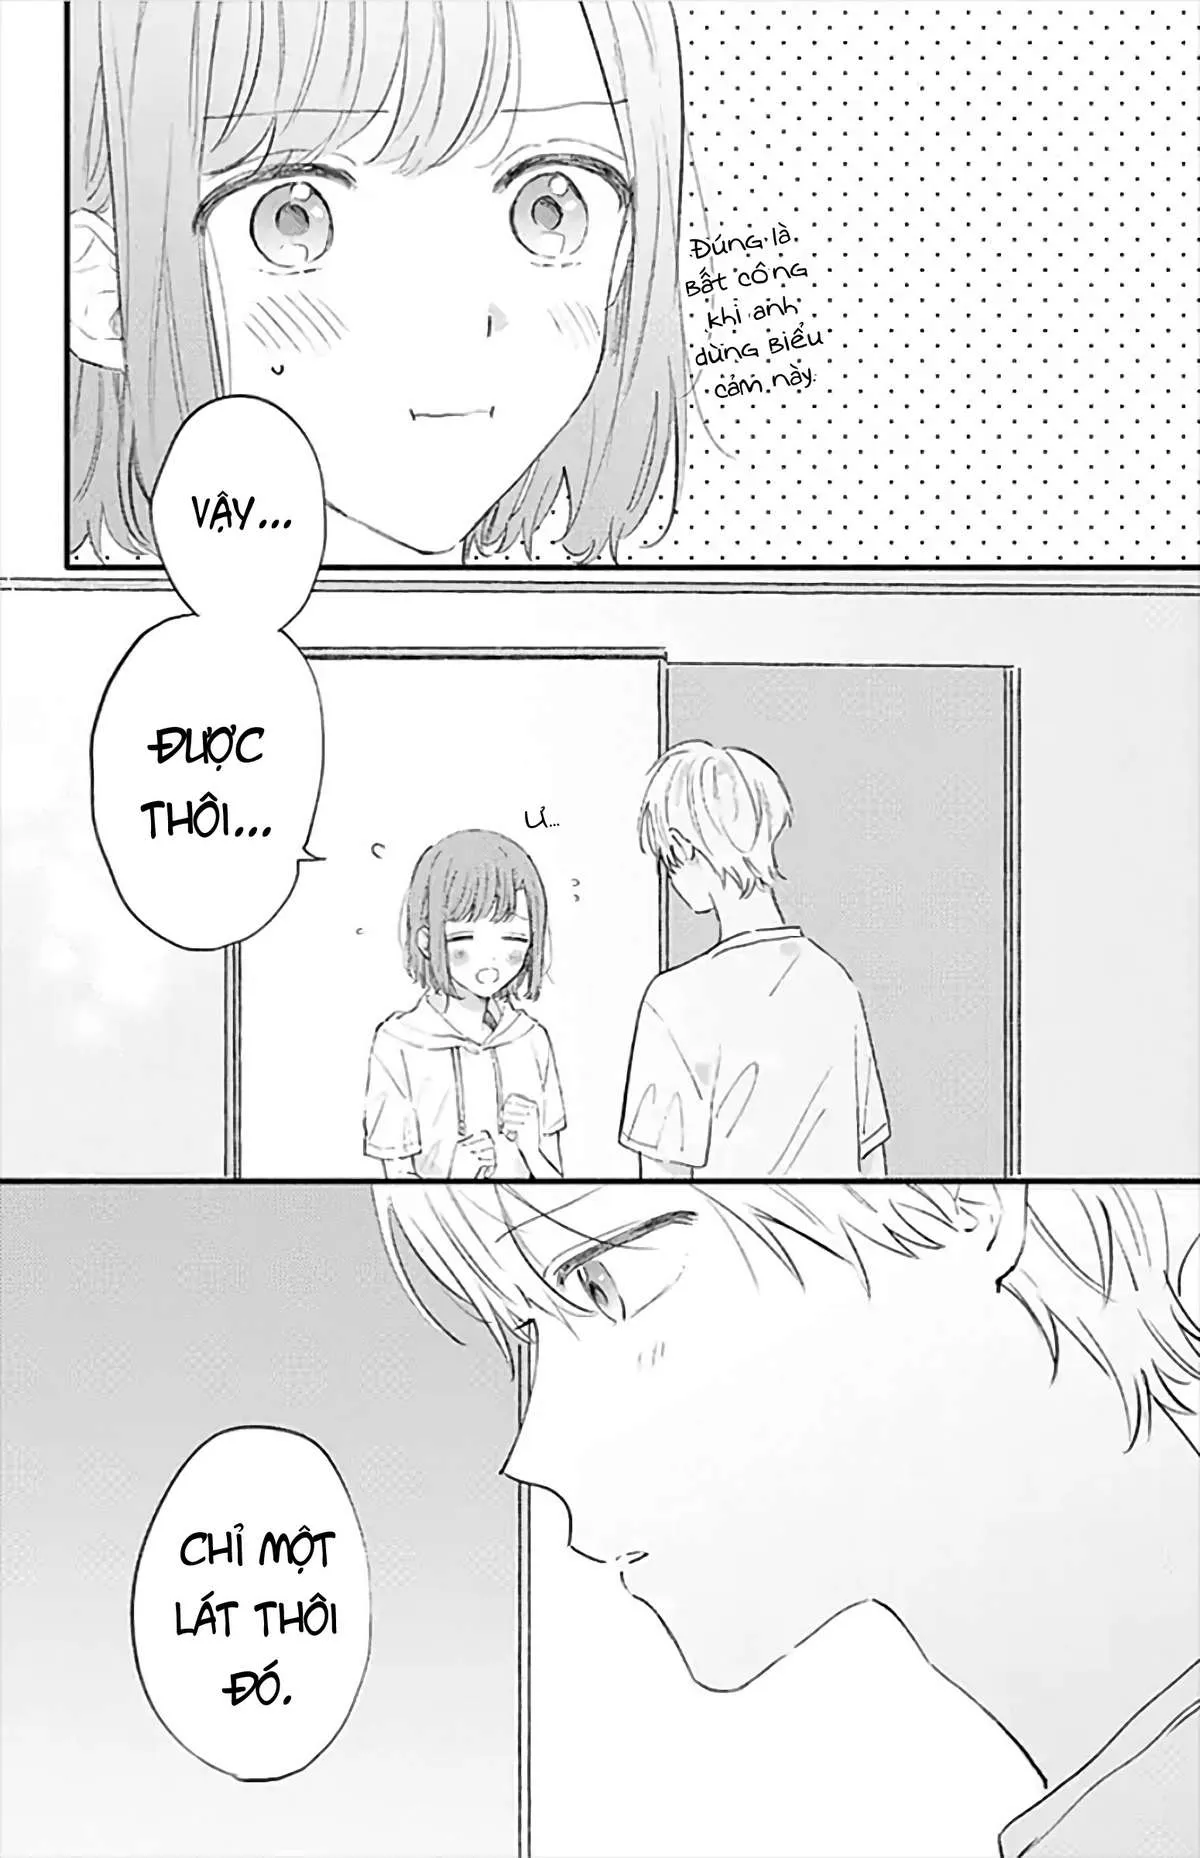 Đúng là
bất công
khi anh
dùng biểu
cảm này.
VẬY...
ĐƯỢC
THÔI...
Ư...
CHỈ MỘT
LÁT THÔI
ĐÓ.